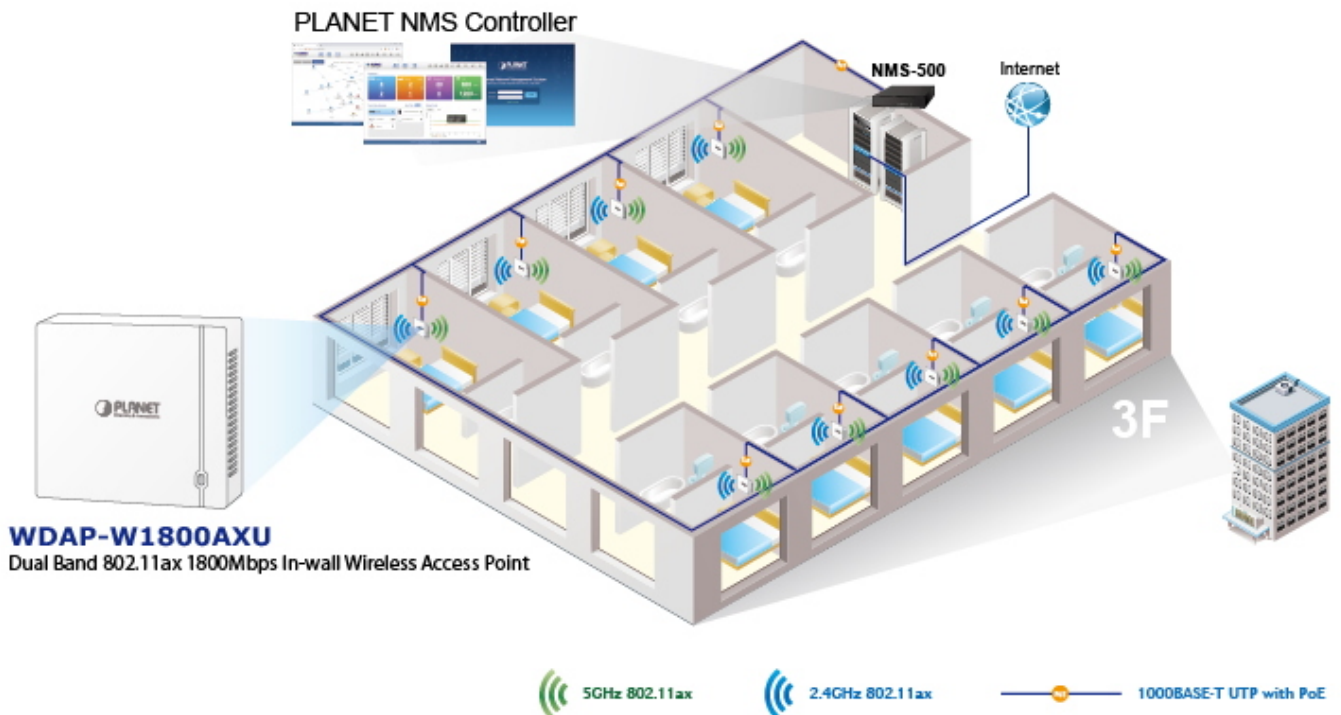 PLANET NMS Controller
NMS-500
Internet
PLANET
3F
WDAP-W1800AXU
Dual Band 802.11ax 1800Mbps In-wall Wireless Access Point
5GHz 802.11ax
2.4GHz 802.11ax
PoE
1000BASE-T UTP with PoE